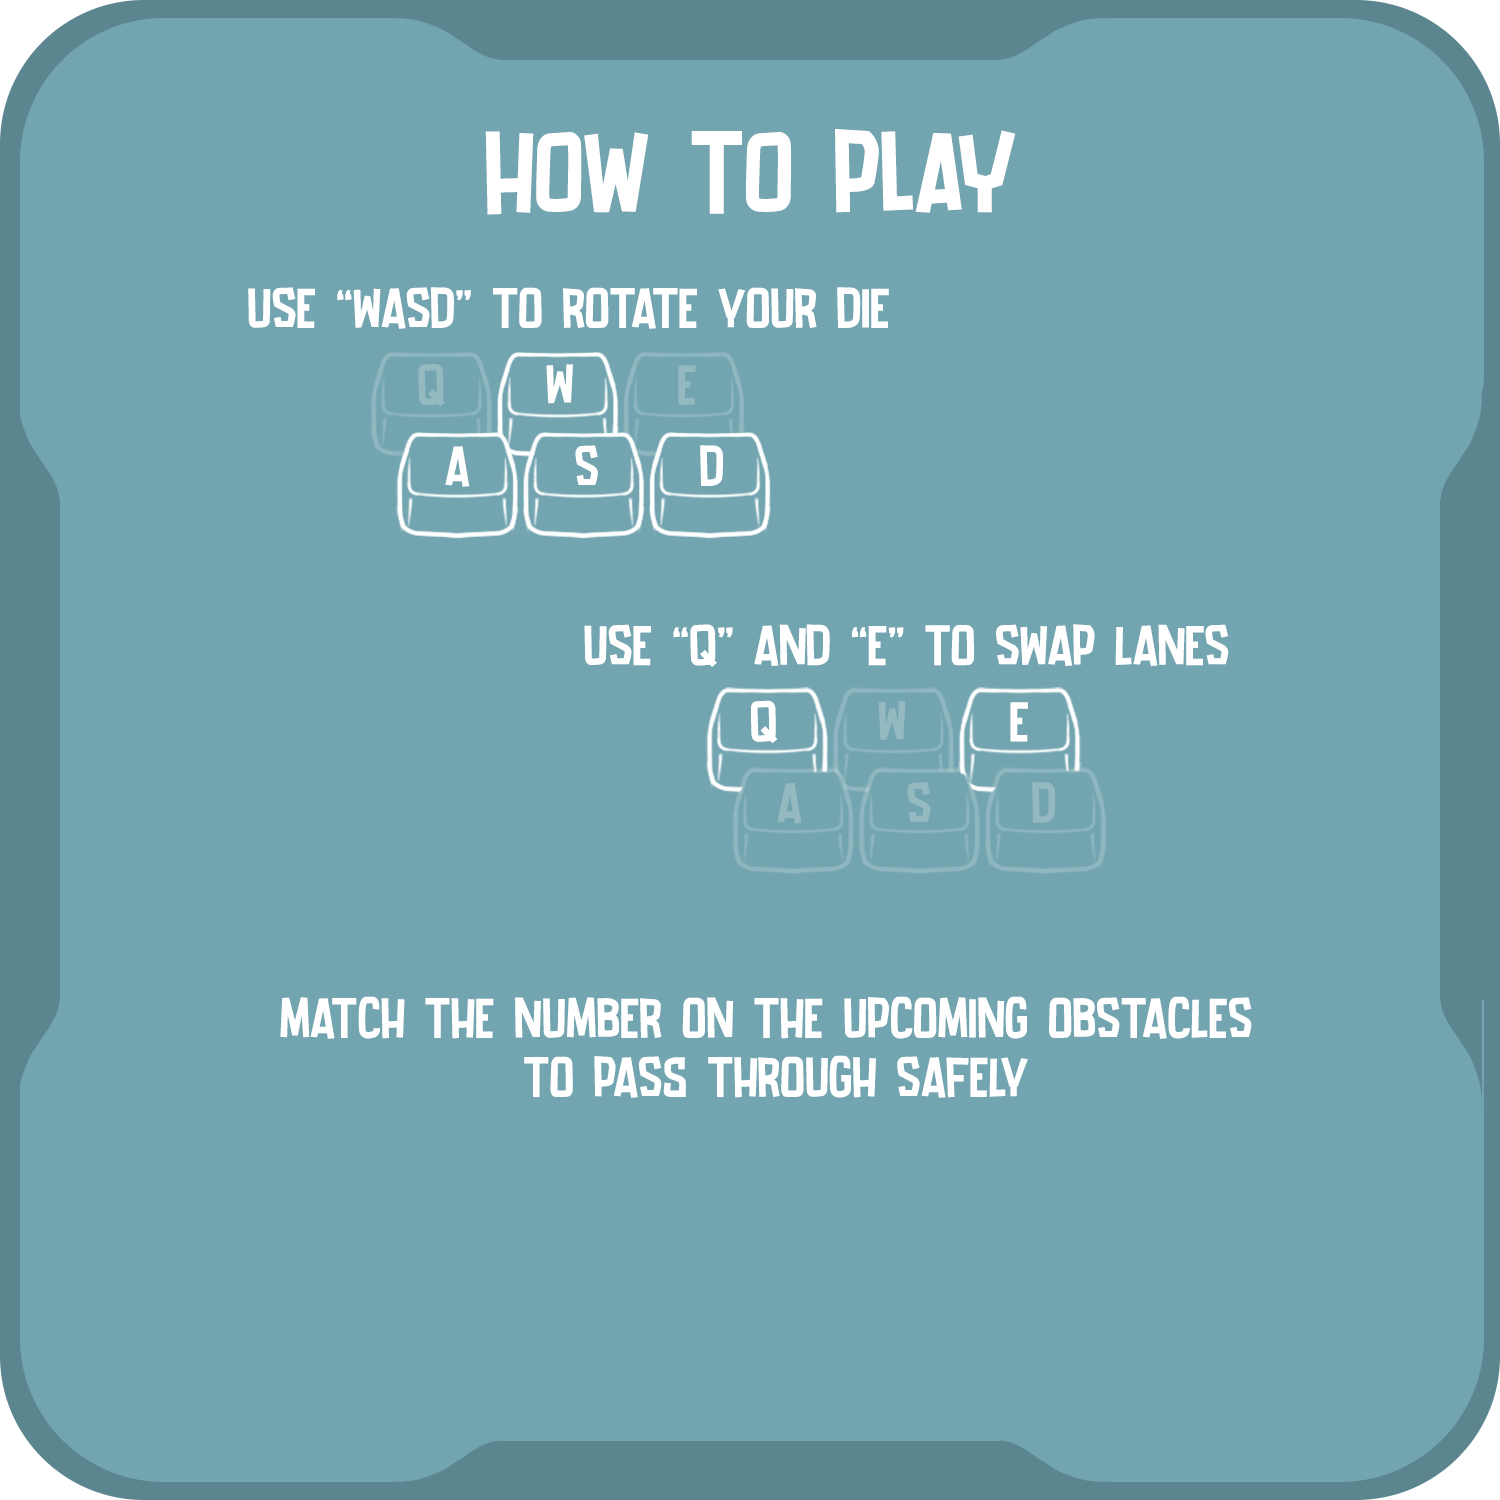 HOW TO PLAY
USE “WASD” TO ROTATE YOUR DIE
Q W E
A S D
USE “Q” AND “E” TO SWAP LANES
Q W E
A S D
MATCH THE NUMBER ON THE UPCOMING OBSTACLES
TO PASS THROUGH SAFELY